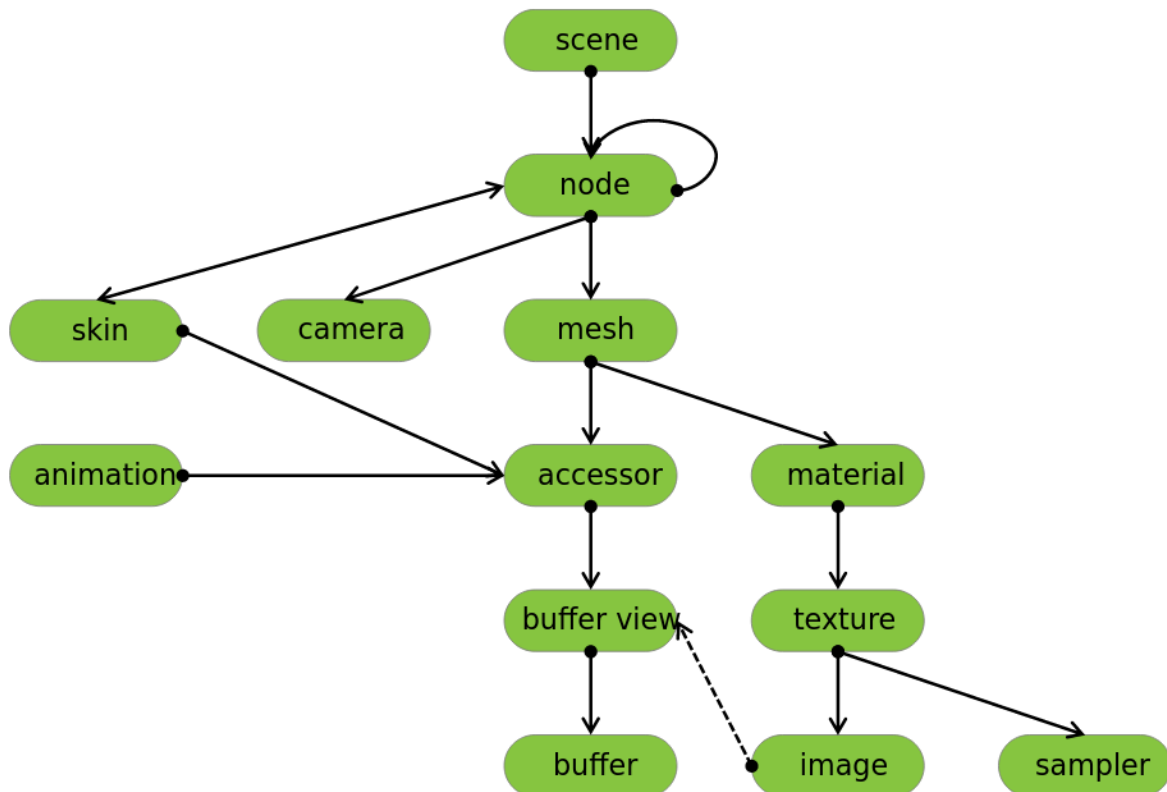 scene
node
skin
camera
mesh
animation
accessor
material
buffer view
texture
buffer
image
sampler